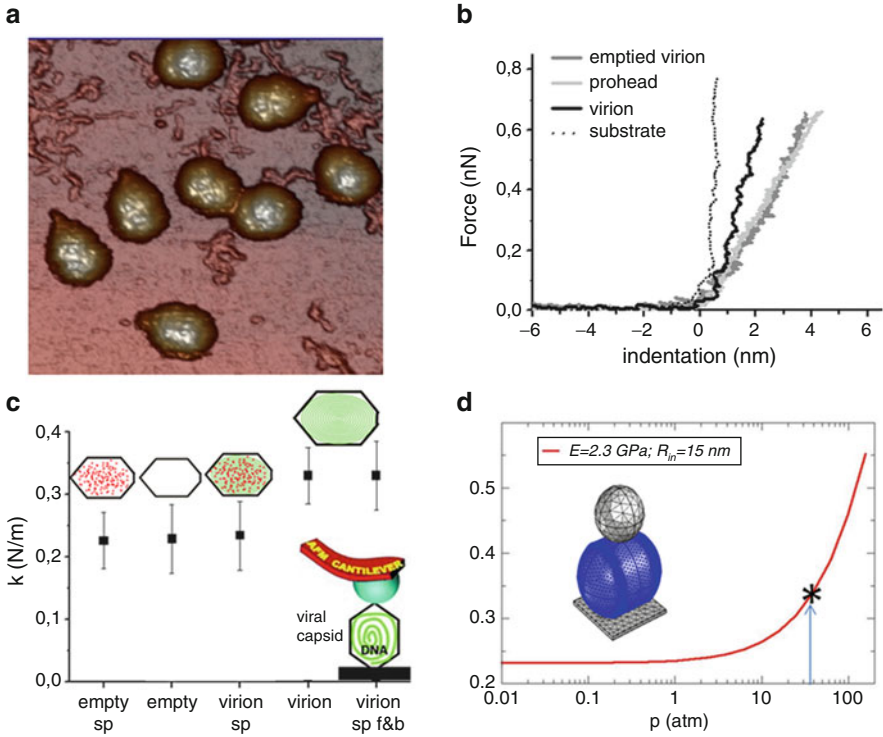 a
b
emptied virion
prohead
virion
substrate
0,8
0,6
0,4
0,2
0,0
Force (nN)
−6
−4
−2
0
2
4
6
indentation (nm)
c
0,4
0,3
0,2
0,1
0,0
k (N/m)
AFM CANTILEVER
viral
capsid
DNA
empty
sp
empty
virion
sp
virion
virion
sp f&b
d
E=2.3 GPa; Rin=15 nm
0.5
0.4
0.3
0.2
*
0.01
0.1
1
10
100
p (atm)